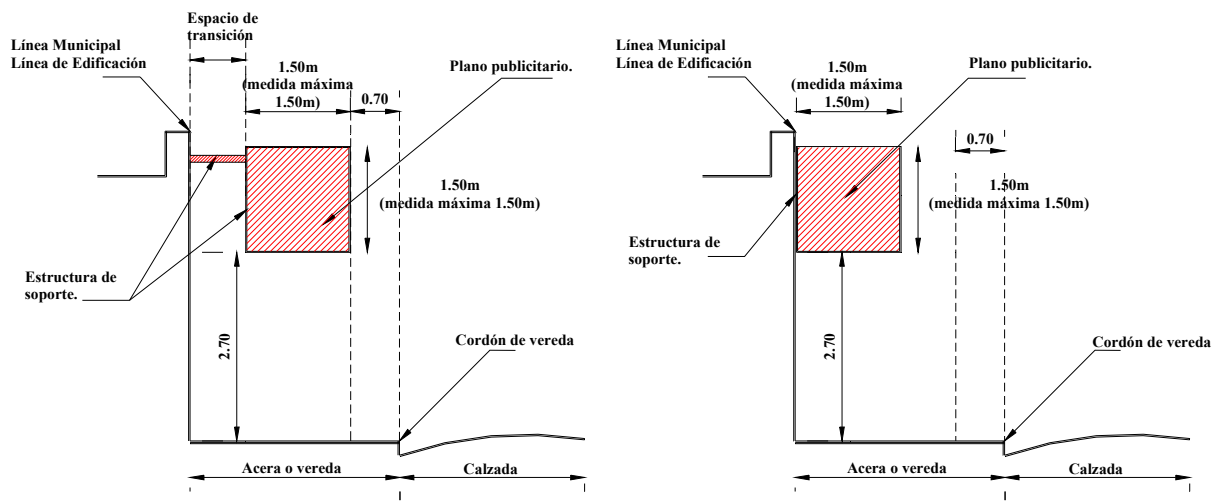 Espacio de
transición
Línea Municipal
Línea de Edificación
1.50m
(medida máxima
1.50m)
Plano publicitario.
0.70
1.50m
(medida máxima 1.50m)
Estructura de
soporte.
2.70
Cordón de vereda
Acera o vereda
Calzada
Línea Municipal
Línea de Edificación
1.50m
(medida máxima
1.50m)
Plano publicitario.
0.70
1.50m
(medida máxima 1.50m)
Estructura de
soporte.
2.70
Cordón de vereda
Acera o vereda
Calzada